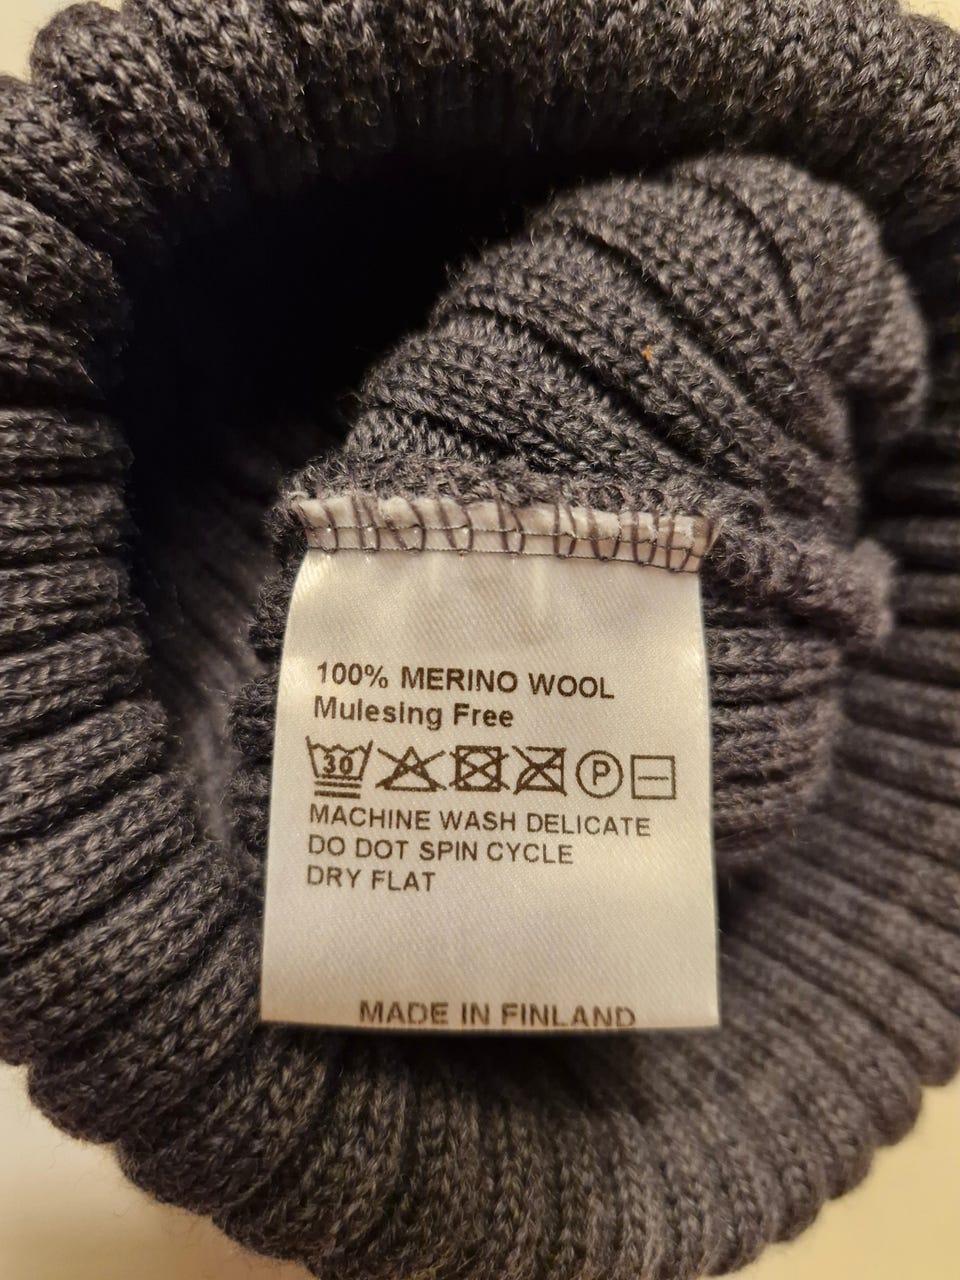 100% MERINO WOOL
Mulesing Free
30 P
MACHINE WASH DELICATE
DO DOT SPIN CYCLE
DRY FLAT
MADE IN FINLAND